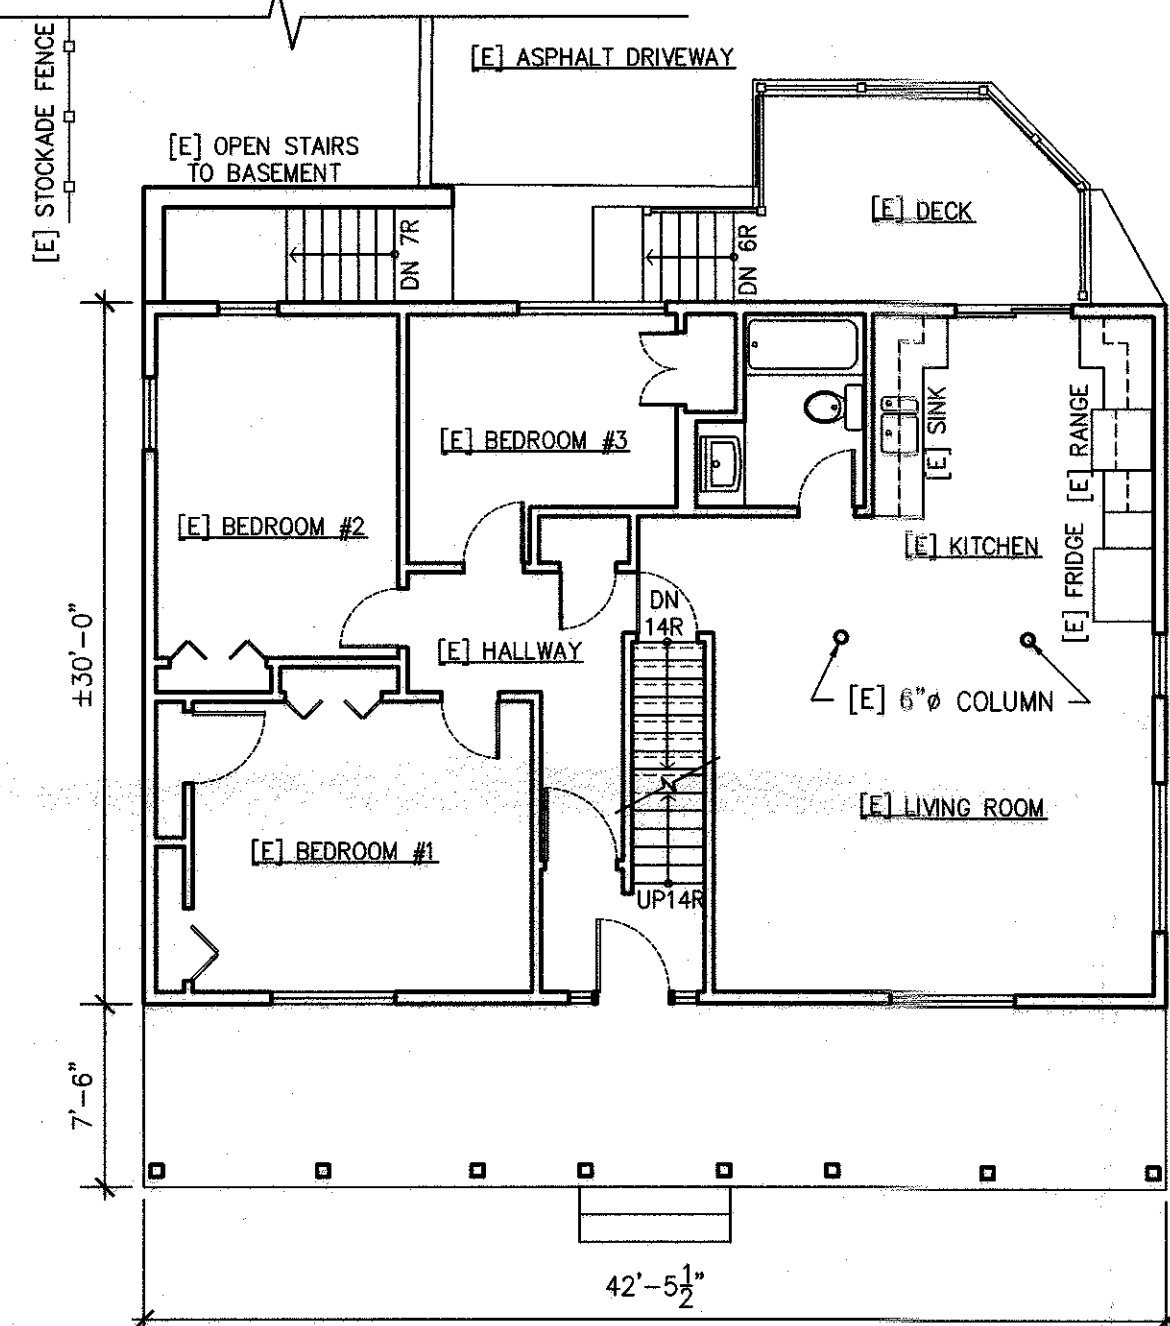 [E] STOCKADE FENCE
[E] ASPHALT DRIVEWAY
[E] OPEN STAIRS
TO BASEMENT
[E] DECK
DN 7R
DN 6R
[E] SINK
[E] RANGE
[E] BEDROOM #3
[E] BEDROOM #2
[E] KITCHEN
[E] FRIDGE
DN
14R
[E] HALLWAY
±30'-0"
[E] 6"ø COLUMN
[E] LIVING ROOM
[E] BEDROOM #1
UP14R
7'-6"
42'-5½"